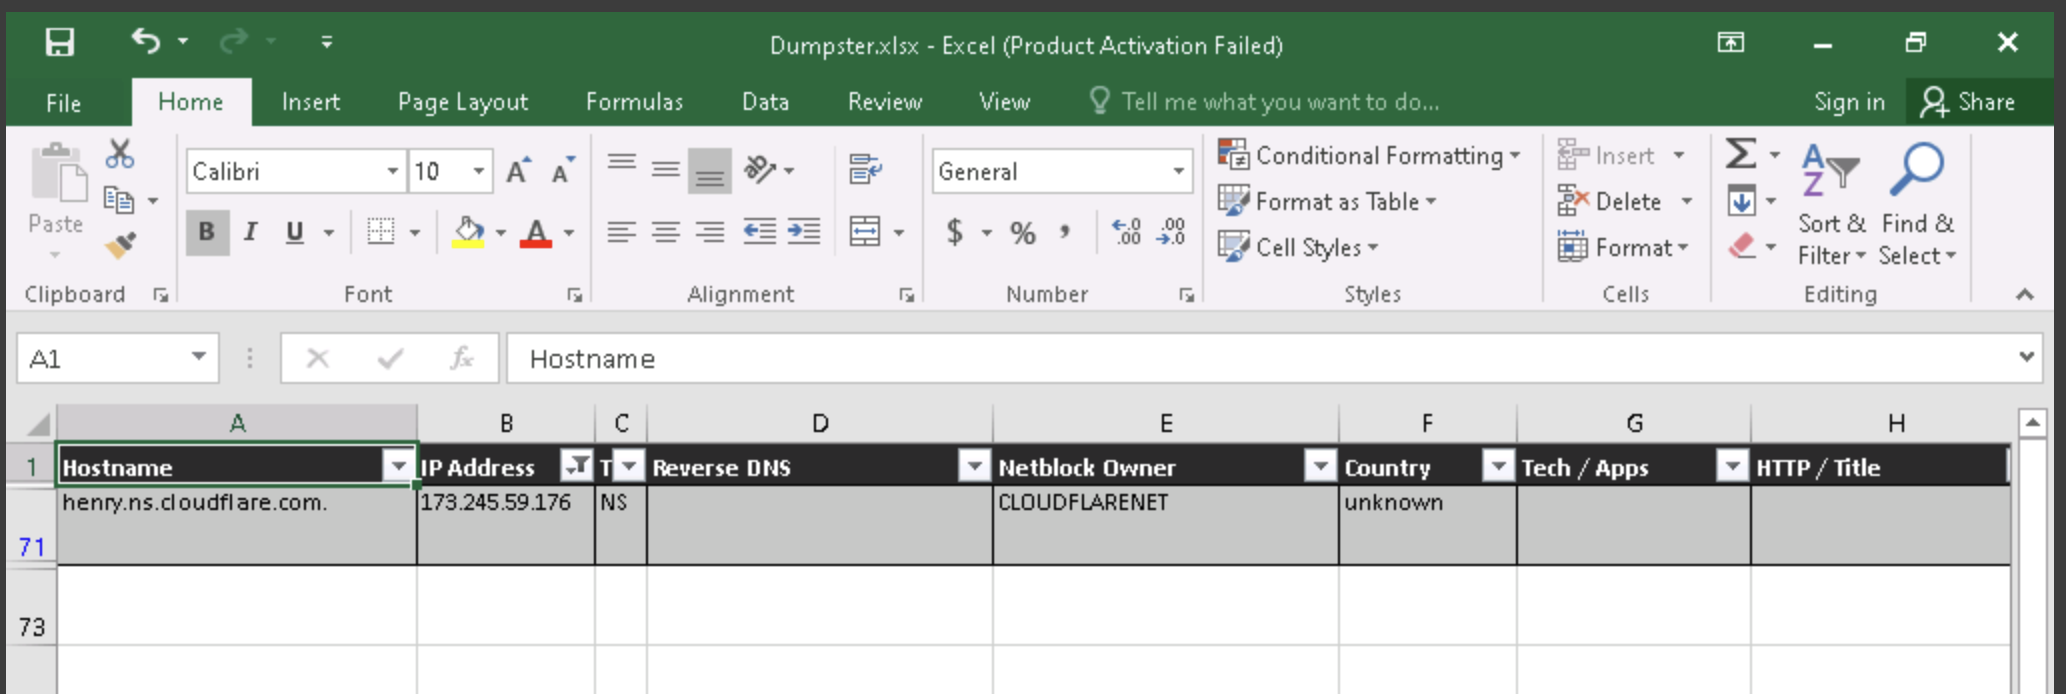 Dumpster.xlsx - Excel (Product Activation Failed)
File Home Insert Page Layout Formulas Data Review View Tell me what you want to do... Sign in Share
Paste
Clipboard
Calibri 10
B I U A
Font
Alignment
General
$ % ,
Number
Conditional Formatting
Format as Table
Cell Styles
Styles
Insert
Delete
Format
Cells
Sort & Filter
Find & Select
Editing
A1 fx Hostname
A B C D E F G H
1 Hostname IP Address T Reverse DNS Netblock Owner Country Tech / Apps HTTP / Title
71 henry.ns.cloudflare.com. 173.245.59.176 NS CLOUDFLARENET unknown
73